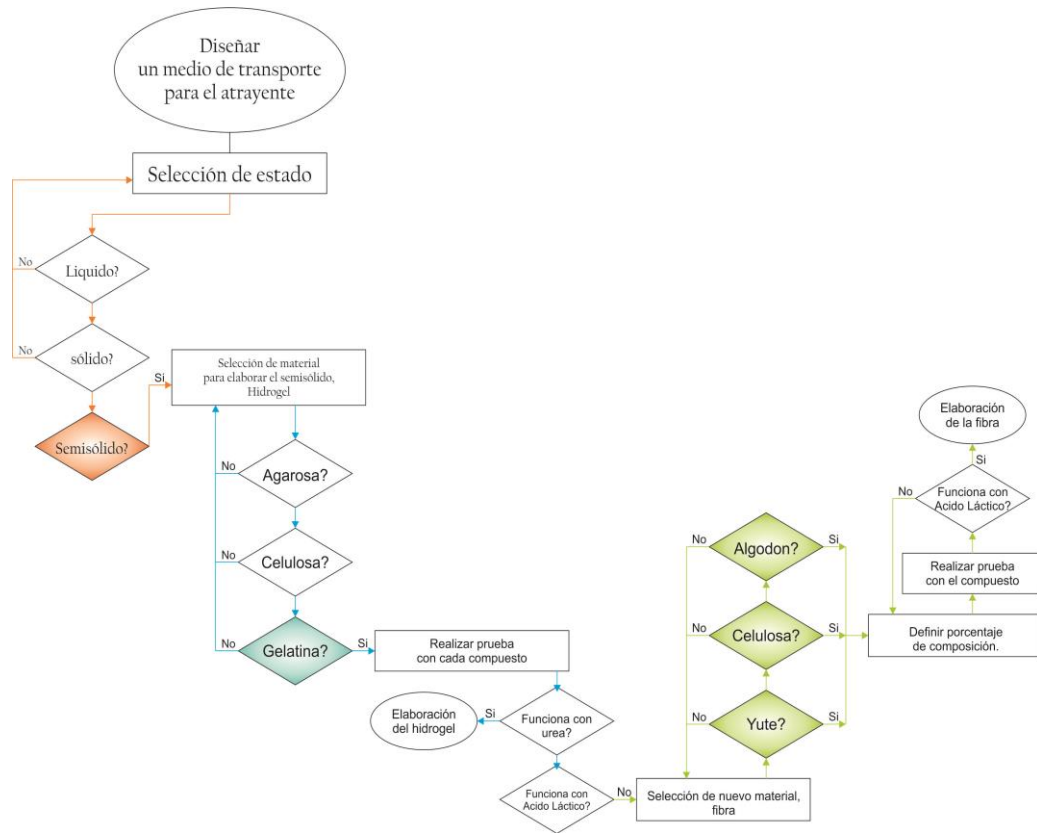 Diseñar
un medio de transporte
para el atrayente
Selección de estado
No
Liquido?
No
sólido?
Si
Semisólido?
Selección de material
para elaborar el semisólido,
Hidrogel
No
Agarosa?
No
Celulosa?
No
Gelatina?
Si
Realizar prueba
con cada compuesto
Elaboración
del hidrogel
Si
Funciona con
urea?
Funciona con
Acido Láctico?
No
Selección de nuevo material,
fibra
No
Yute?
Si
No
Celulosa?
Si
No
Algodon?
Si
Definir porcentaje
de composición.
Realizar prueba
con el compuesto
No
Funciona con
Acido Láctico?
Si
Elaboración
de la fibra